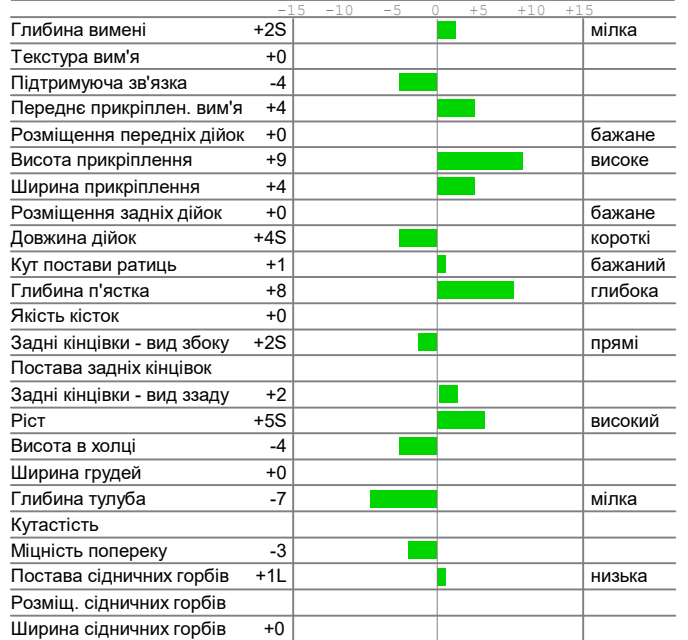 -15 -10 -5 0 +5 +10 +15
Глибина вимені +2S мілка
Текстура вим'я +0
Підтримуюча зв'язка -4
Переднє прикріплен. вим'я +4
Розміщення передніх дійок +0 бажане
Висота прикріплення +9 високе
Ширина прикріплення +4
Розміщення задніх дійок +0 бажане
Довжина дійок +4S короткі
Кут постави ратиць +1 бажаний
Глибина п'ястка +8 глибока
Якість кісток +0
Задні кінцівки - вид збоку +2S прямі
Постава задніх кінцівок
Задні кінцівки - вид ззаду +2
Ріст +5S високий
Висота в холці -4
Ширина грудей +0
Глибина тулуба -7 мілка
Кутастість
Міцність попереку -3
Постава сідничних горбів +1L низька
Розміщ. сідничних горбів
Ширина сідничних горбів +0